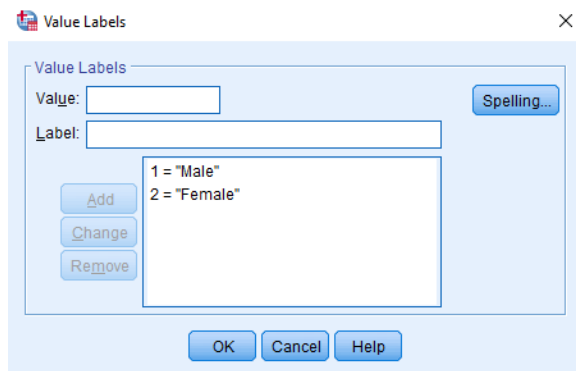 Value Labels
Value Labels
Value:
Spelling...
Label:
1 = "Male"
Add
2 = "Female"
Change
Remove
OK Cancel Help